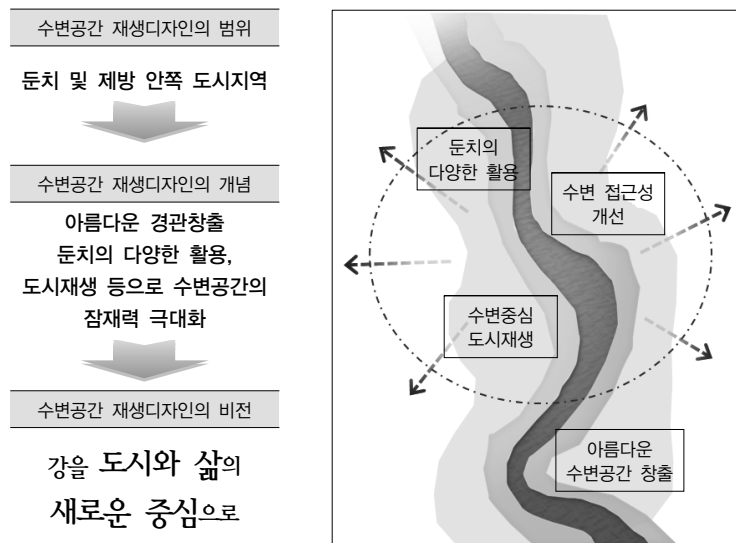 수변공간 재생디자인의 범위
둔치 및 제방 안쪽 도시지역
수변공간 재생디자인의 개념
아름다운 경관창출
둔치의 다양한 활용,
도시재생 등으로 수변공간의
잠재력 극대화
수변공간 재생디자인의 비전
강을 도시와 삶의
새로운 중심으로
둔치의
다양한 활용
수변 접근성
개선
수변중심
도시재생
아름다운
수변공간 창출